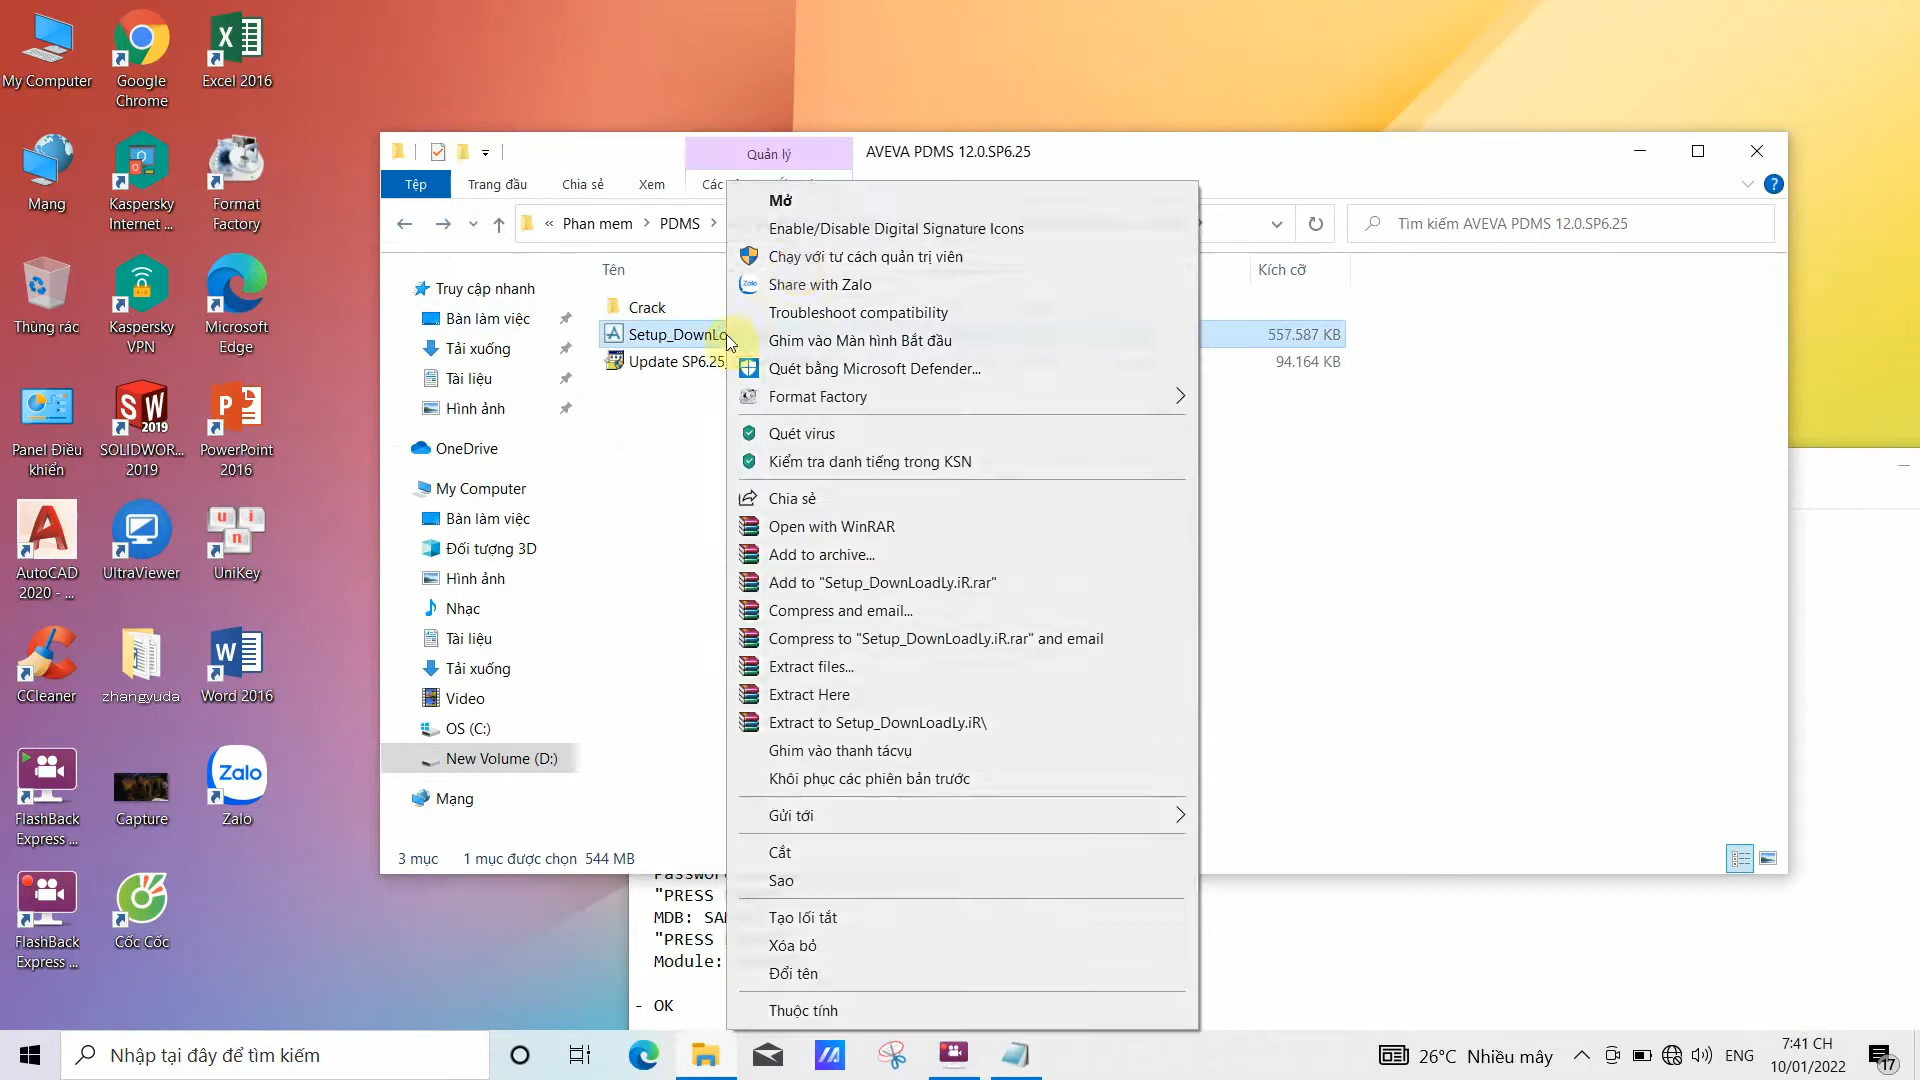 My Computer
Google
Chrome
Excel 2016
Mạng
Kaspersky
Internet ...
Format
Factory
Thùng rác
Kaspersky
VPN
Microsoft
Edge
Panel Điều
khiển
SOLIDWOR...
2019
PowerPoint
2016
AutoCAD
2020 - ...
UltraViewer
UniKey
CCleaner
zhangyuda
Word 2016
FlashBack
Express ...
Capture
Zalo
FlashBack
Express ...
Cốc Cốc
Quản lý
AVEVA PDMS 12.0.SP6.25
Tệp
Trang đầu
Chia sẻ
Xem
Các
« Phan mem > PDMS >
Tìm kiếm AVEVA PDMS 12.0.SP6.25
Truy cập nhanh
Bàn làm việc
Tải xuống
Tài liệu
Hình ảnh
OneDrive
My Computer
Bàn làm việc
Đối tượng 3D
Hình ảnh
Nhạc
Tài liệu
Tải xuống
Video
OS (C:)
New Volume (D:)
Mạng
Tên
Kích cỡ
Crack
Setup_DownLo
557.587 KB
Update SP6.25
94.164 KB
3 mục
1 mục được chọn 544 MB
Mở
Enable/Disable Digital Signature Icons
Chạy với tư cách quản trị viên
Share with Zalo
Troubleshoot compatibility
Ghim vào Màn hình Bắt đầu
Quét bằng Microsoft Defender...
Format Factory
Quét virus
Kiểm tra danh tiếng trong KSN
Chia sẻ
Open with WinRAR
Add to archive...
Add to "Setup_DownLoadLy.iR.rar"
Compress and email...
Compress to "Setup_DownLoadLy.iR.rar" and email
Extract files...
Extract Here
Extract to Setup_DownLoadLy.iR\
Ghim vào thanh tácvụ
Khôi phục các phiên bản trước
Gửi tới
Cắt
Sao
Tạo lối tắt
Xóa bỏ
Đổi tên
Thuộc tính
"PRESS
MDB: SA
"PRESS
Module:
- OK
Nhập tại đây để tìm kiếm
26°C Nhiều mây
ENG
7:41 CH
10/01/2022
17